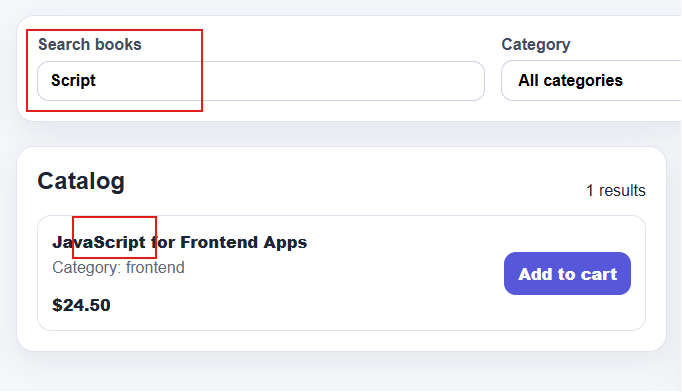 Search books
Category
Script
All categories
Catalog
1 results
JavaScript for Frontend Apps
Category: frontend
Add to cart
$24.50